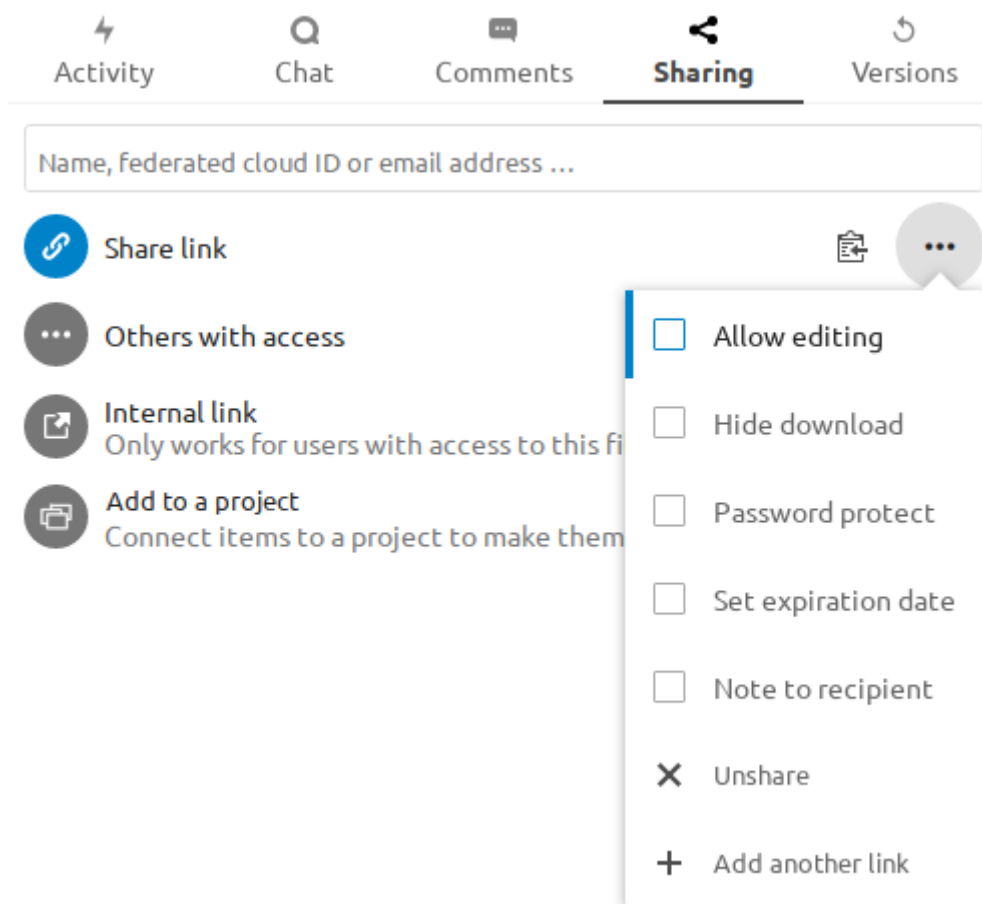 Activity
Chat
Comments
Sharing
Versions
Name, federated cloud ID or email address ...
Share link
Others with access
Allow editing
Internal link
Only works for users with access to this fi
Hide download
Add to a project
Connect items to a project to make them
Password protect
Set expiration date
Note to recipient
Unshare
Add another link